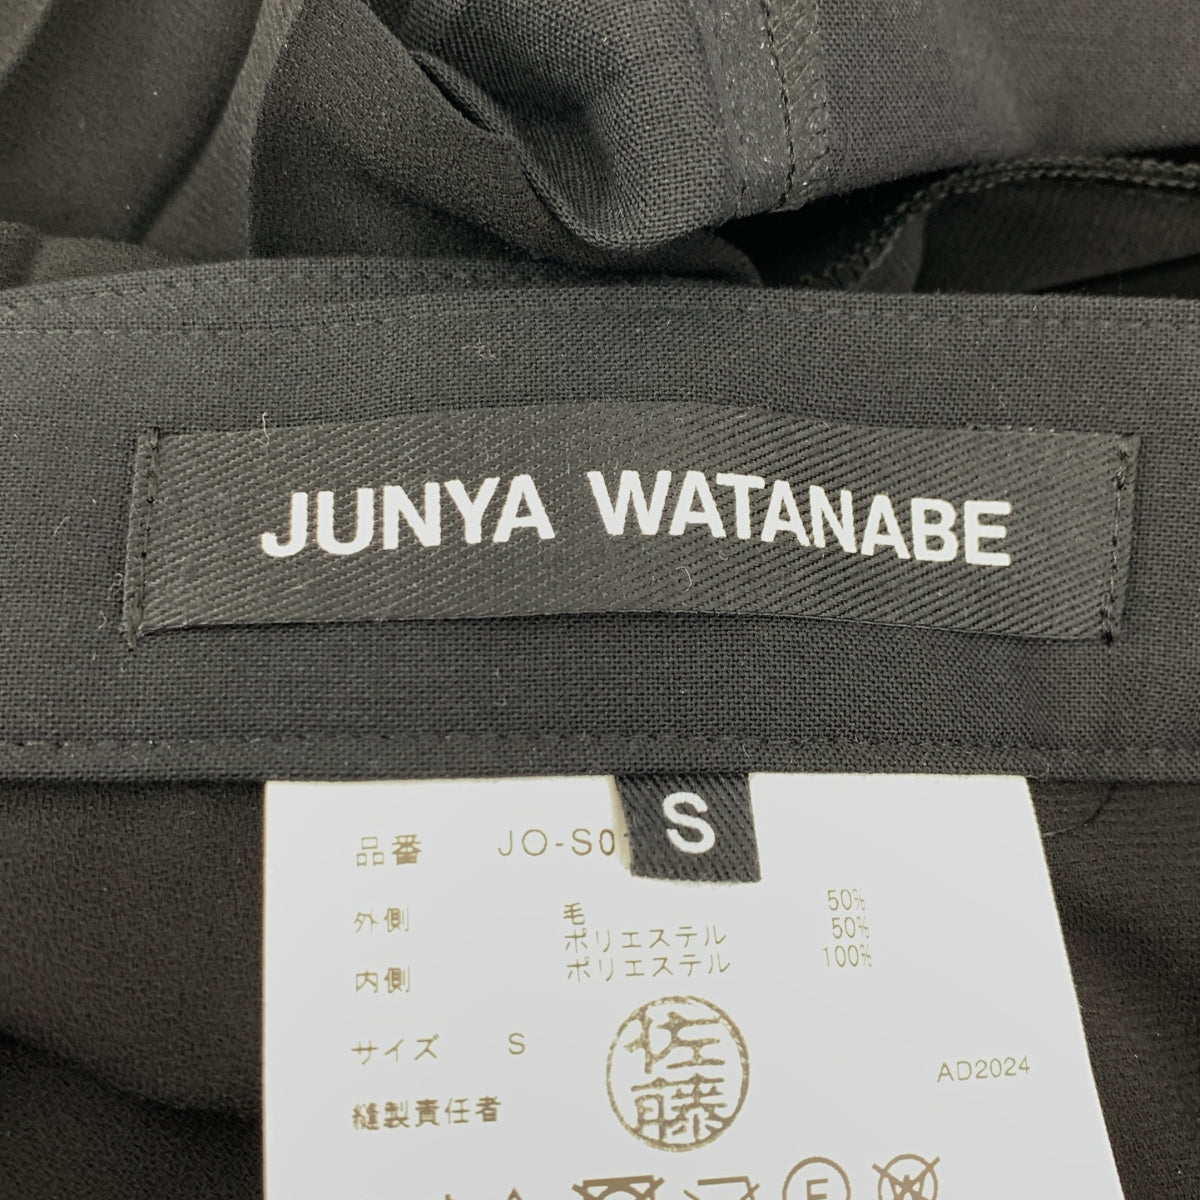 JUNYA WATANABE
S
品番 JO-S0
外側 毛 50%
ポリエステル 50%
内側 ポリエステル 100%
サイズ S
佐藤
AD2024
縫製責任者
F
W